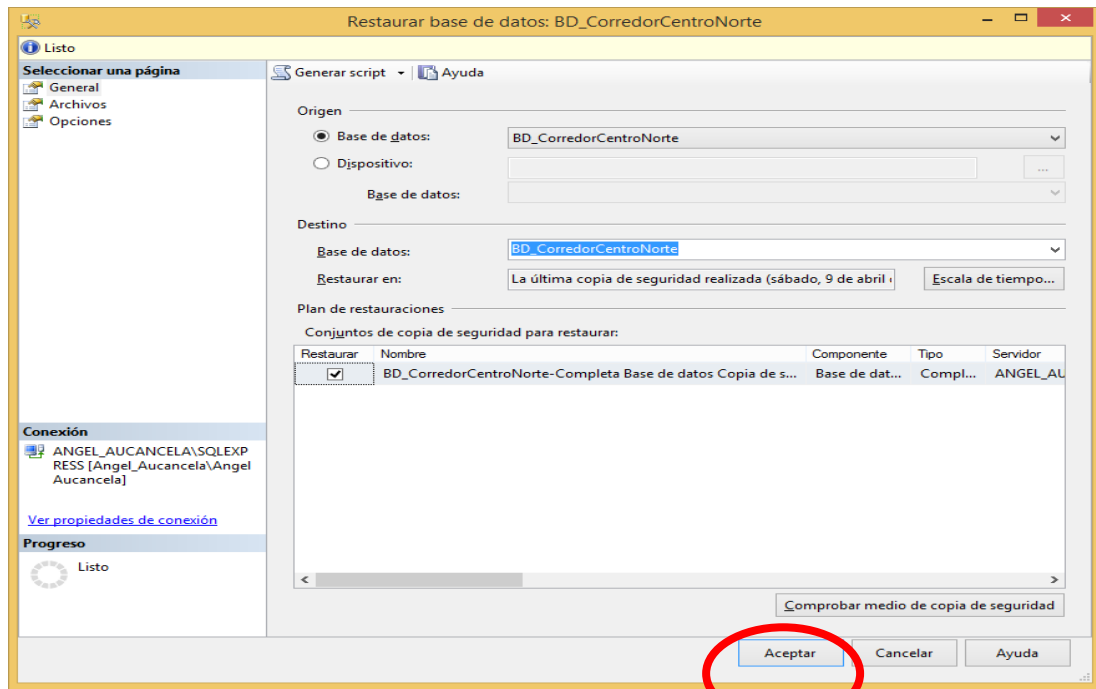 Restaurar base de datos: BD_CorredorCentroNorte
Listo
Seleccionar una página
General
Archivos
Opciones
Generar script
Ayuda
Origen
Base de datos:
BD_CorredorCentroNorte
Dispositivo:
...
Base de datos:
Destino
Base de datos:
BD_CorredorCentroNorte
Restaurar en:
La última copia de seguridad realizada (sábado, 9 de abril
Escala de tiempo...
Plan de restauraciones
Conjuntos de copia de seguridad para restaurar:
Restaurar Nombre Componente Tipo Servidor
BD_CorredorCentroNorte-Completa Base de datos Copia de s... Base de dat... Compl... ANGEL_AU
Conexión
ANGEL_AUCANCELA\SQLEXP
RESS [Angel_Aucancela\Angel
Aucancela]
Ver propiedades de conexión
Progreso
Listo
Comprobar medio de copia de seguridad
Aceptar
Cancelar
Ayuda